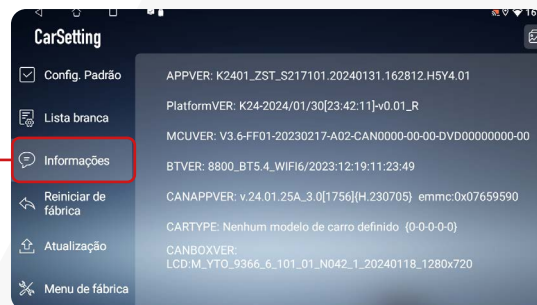 16
CarSetting
Config. Padrão
Lista branca
Informações
Reiniciar de
fábrica
Atualização
Menu de fábrica
APPVER: K2401_ZST_S217101.20240131.162812.H5Y4.01
PlatformVER: K24-2024/01/30[23:42:11]-v0.01_R
MCUVER: V3.6-FF01-20230217-A02-CAN0000-00-00-DVD00000000-00
BTVER: 8800_BT5.4_WIFI6/2023:12:19:11:23:49
CANAPPVER: v.24.01.25A_3.0[1756]{H.230705} emmc:0x07659590
CARTYPE: Nenhum modelo de carro definido {0-0-0-0}
CANBOXVER:
LCD:M_YTO_9366_6_101_01_N042_1_20240118_1280x720